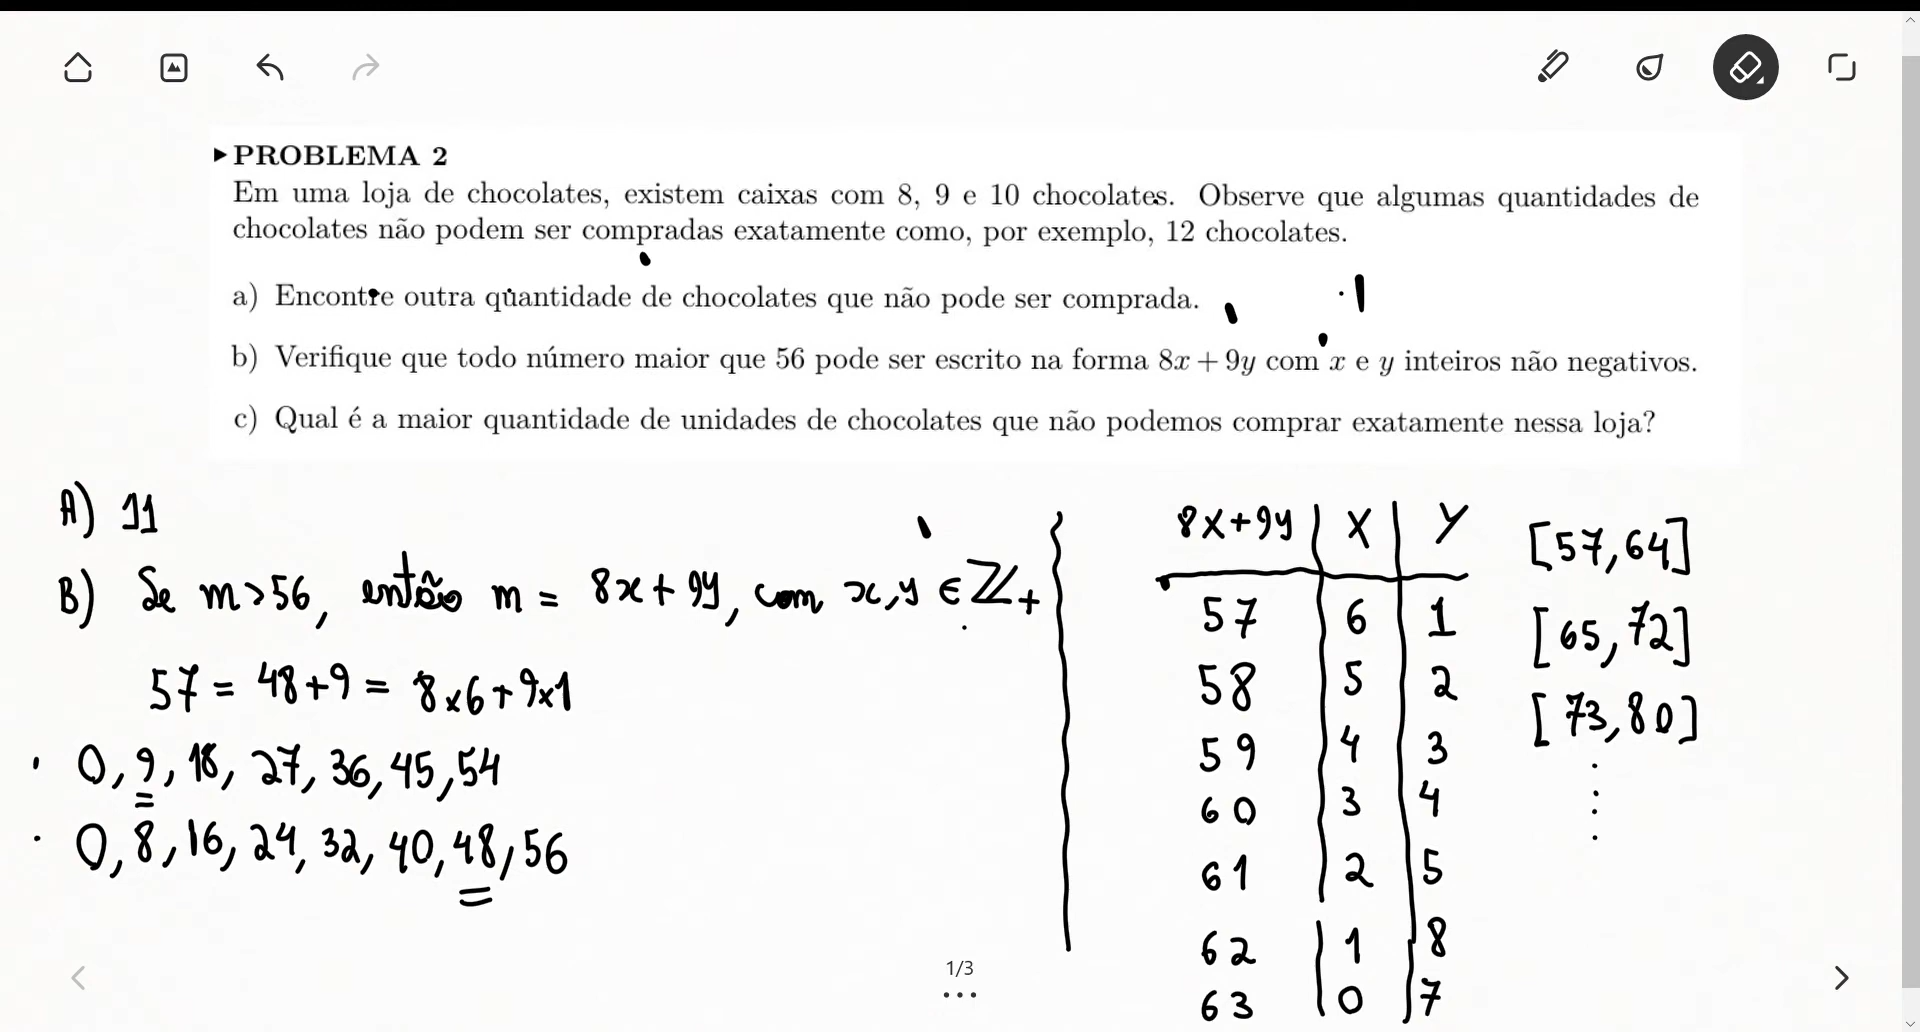 ▸PROBLEMA 2
Em uma loja de chocolates, existem caixas com 8, 9 e 10 chocolates. Observe que algumas quantidades de
chocolates não podem ser compradas exatamente como, por exemplo, 12 chocolates.
a) Encontre outra quantidade de chocolates que não pode ser comprada.
b) Verifique que todo número maior que 56 pode ser escrito na forma 8x + 9y com x e y inteiros não negativos.
c) Qual é a maior quantidade de unidades de chocolates que não podemos comprar exatamente nessa loja?
A) 11
B) Se m>56, então m = 8x+9y, com x,y ∈ ℤ+
57 = 48+9 = 8x6+9x1
0, 9, 18, 27, 36, 45, 54
0, 8, 16, 24, 32, 40, 48, 56
8x+9y | x | y
57 | 6 | 1
58 | 5 | 2
59 | 4 | 3
60 | 3 | 4
61 | 2 | 5
62 | 1 | 8
63 | 0 | 7
[57,64]
[65,72]
[73,80]
1/3